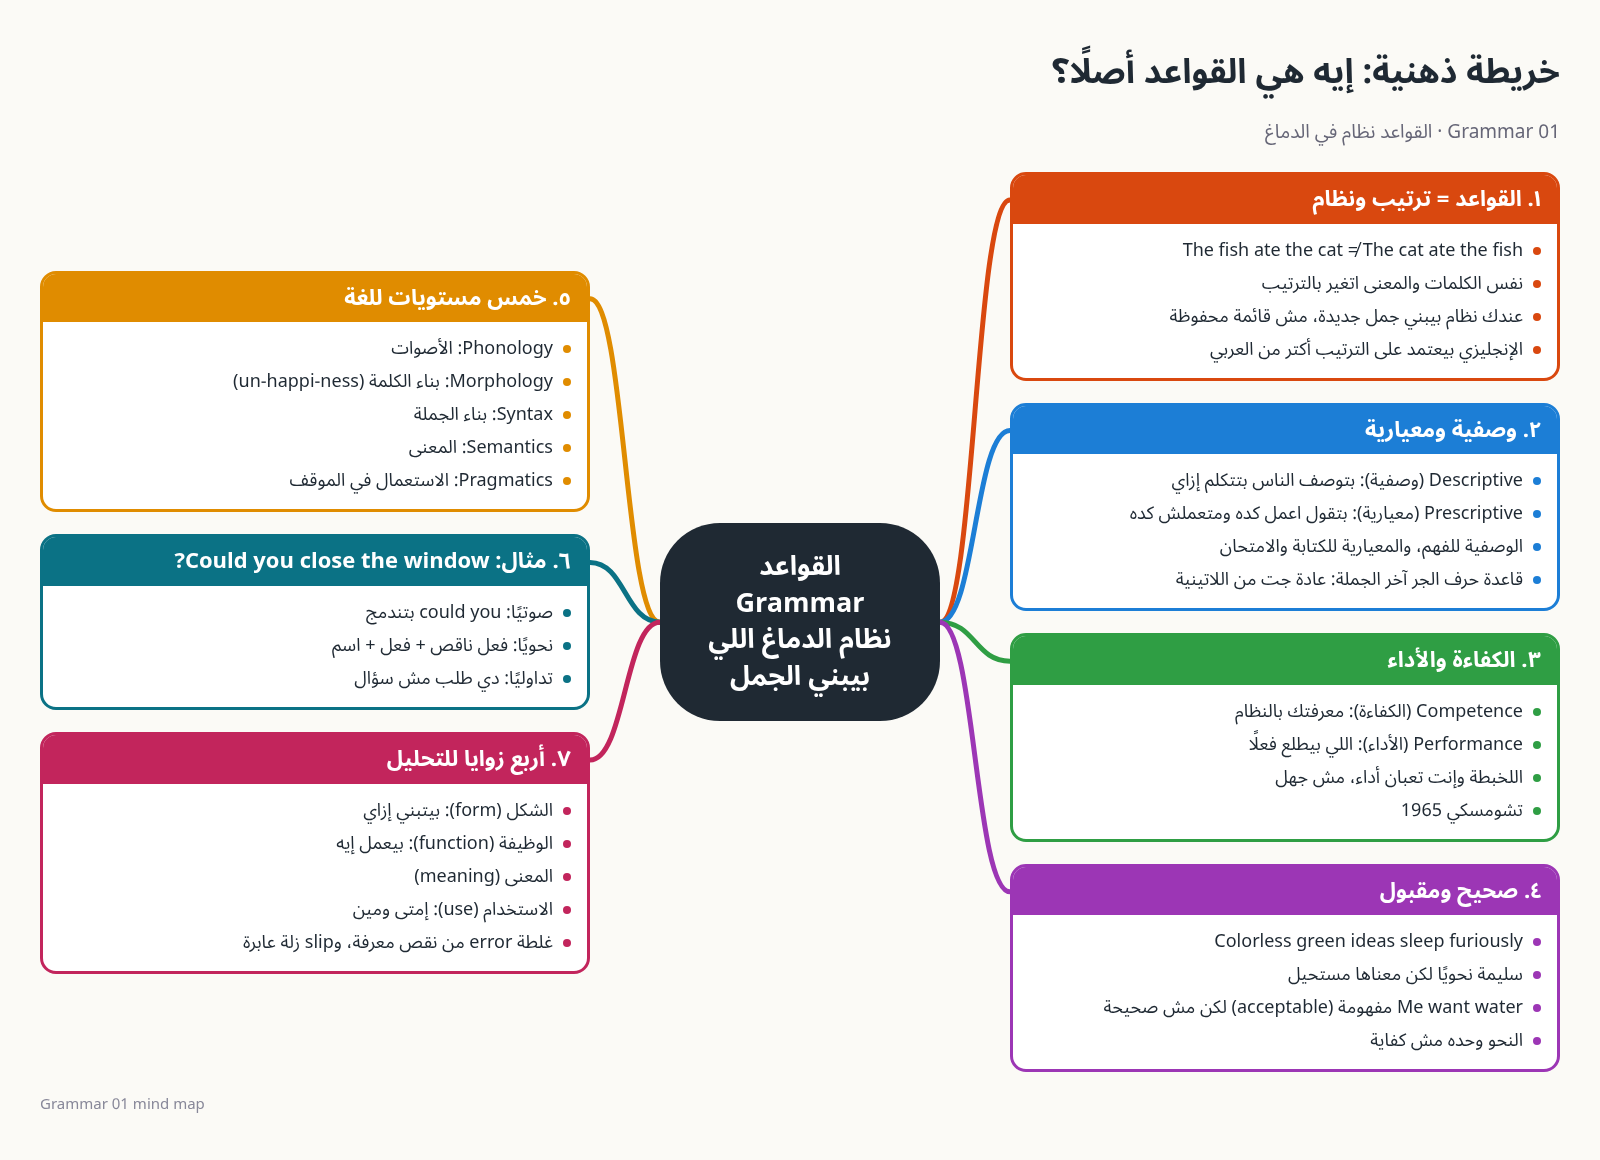 خريطة ذهنية: إيه هي القواعد أصلًا؟
Grammar 01 · القواعد نظام في الدماغ
١. القواعد = ترتيب ونظام
The fish ate the cat ≠ The cat ate the fish
نفس الكلمات والمعنى اتغير بالترتيب
عندك نظام بيبني جمل جديدة، مش قائمة محفوظة
الإنجليزي بيعتمد على الترتيب أكتر من العربي
٢. وصفية ومعيارية
Descriptive (وصفية): بتوصف الناس بتتكلم إزاي
Prescriptive (معيارية): بتقول اعمل كده ومتعملش كده
الوصفية للفهم، والمعيارية للكتابة والامتحان
قاعدة حرف الجر آخر الجملة: عادة جت من اللاتينية
٣. الكفاءة والأداء
Competence (الكفاءة): معرفتك بالنظام
Performance (الأداء): اللي بيطلع فعلًا
اللخبطة وإنت تعبان أداء، مش جهل
تشومسكي 1965
٤. صحيح ومقبول
Colorless green ideas sleep furiously
سليمة نحويًا لكن معناها مستحيل
Me want water مفهومة (acceptable) لكن مش صحيحة
النحو وحده مش كفاية
القواعد
Grammar
نظام الدماغ اللي
بيبني الجمل
٥. خمس مستويات للغة
Phonology: الأصوات
Morphology: بناء الكلمة (un-happi-ness)
Syntax: بناء الجملة
Semantics: المعنى
Pragmatics: الاستعمال في الموقف
٦. مثال: Could you close the window?
صوتيًا: could you بتندمج
نحويًا: فعل ناقص + فعل + اسم
تداوليًا: دي طلب مش سؤال
٧. أربع زوايا للتحليل
الشكل (form): بيتبني إزاي
الوظيفة (function): بيعمل إيه
المعنى (meaning)
الاستخدام (use): إمتى ومين
غلطة error من نقص معرفة، وslip زلة عابرة
Grammar 01 mind map